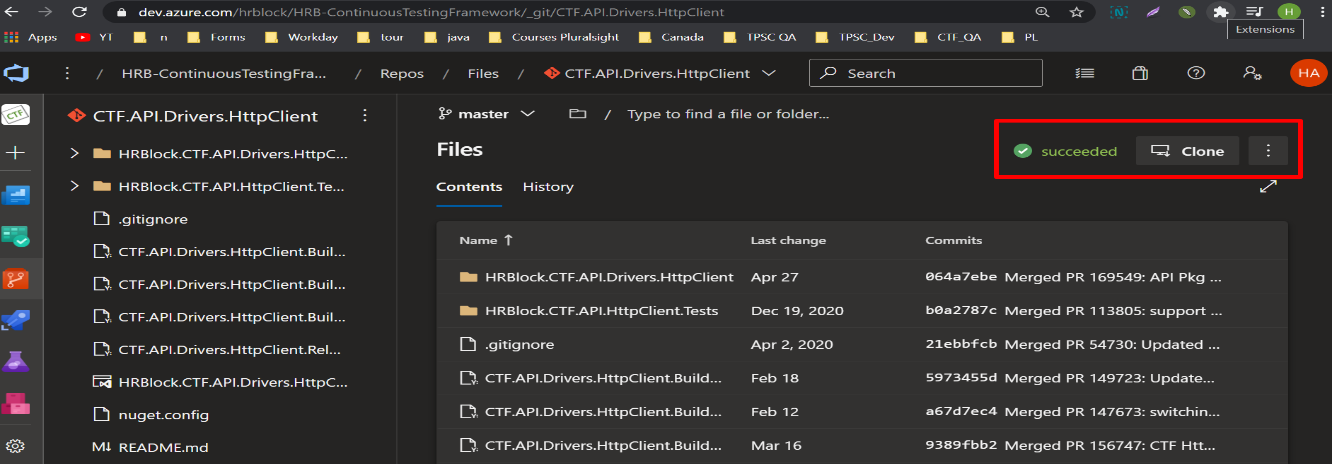 dev.azure.com/hrblock/HRB-ContinuousTestingFramework/_git/CTF.API.Drivers.HttpClient
H
Apps YT n Forms Workday tour java Courses Pluralsight Canada TPSC QA TPSC_Dev CTF_QA PL
Extensions
/ HRB-ContinuousTestingFra... / Repos / Files / CTF.API.Drivers.HttpClient Search HA
CTF CTF.API.Drivers.HttpClient
master / Type to find a file or folder...
Files
succeeded Clone
Contents History
HRBlock.CTF.API.Drivers.HttpC...
HRBlock.CTF.API.HttpClient.Te...
.gitignore
CTF.API.Drivers.HttpClient.Buil...
CTF.API.Drivers.HttpClient.Buil...
CTF.API.Drivers.HttpClient.Buil...
CTF.API.Drivers.HttpClient.Rel...
HRBlock.CTF.API.Drivers.HttpC...
nuget.config
README.md
Name ↑ Last change Commits
HRBlock.CTF.API.Drivers.HttpClient Apr 27 064a7ebe Merged PR 169549: API Pkg ...
HRBlock.CTF.API.HttpClient.Tests Dec 19, 2020 b0a2787c Merged PR 113805: support ...
.gitignore Apr 2, 2020 21ebbfcb Merged PR 54730: Updated ...
CTF.API.Drivers.HttpClient.Build... Feb 18 5973455d Merged PR 149723: Update...
CTF.API.Drivers.HttpClient.Build... Feb 12 a67d7ec4 Merged PR 147673: switchin...
CTF.API.Drivers.HttpClient.Build... Mar 16 9389fbb2 Merged PR 156747: CTF Htt...